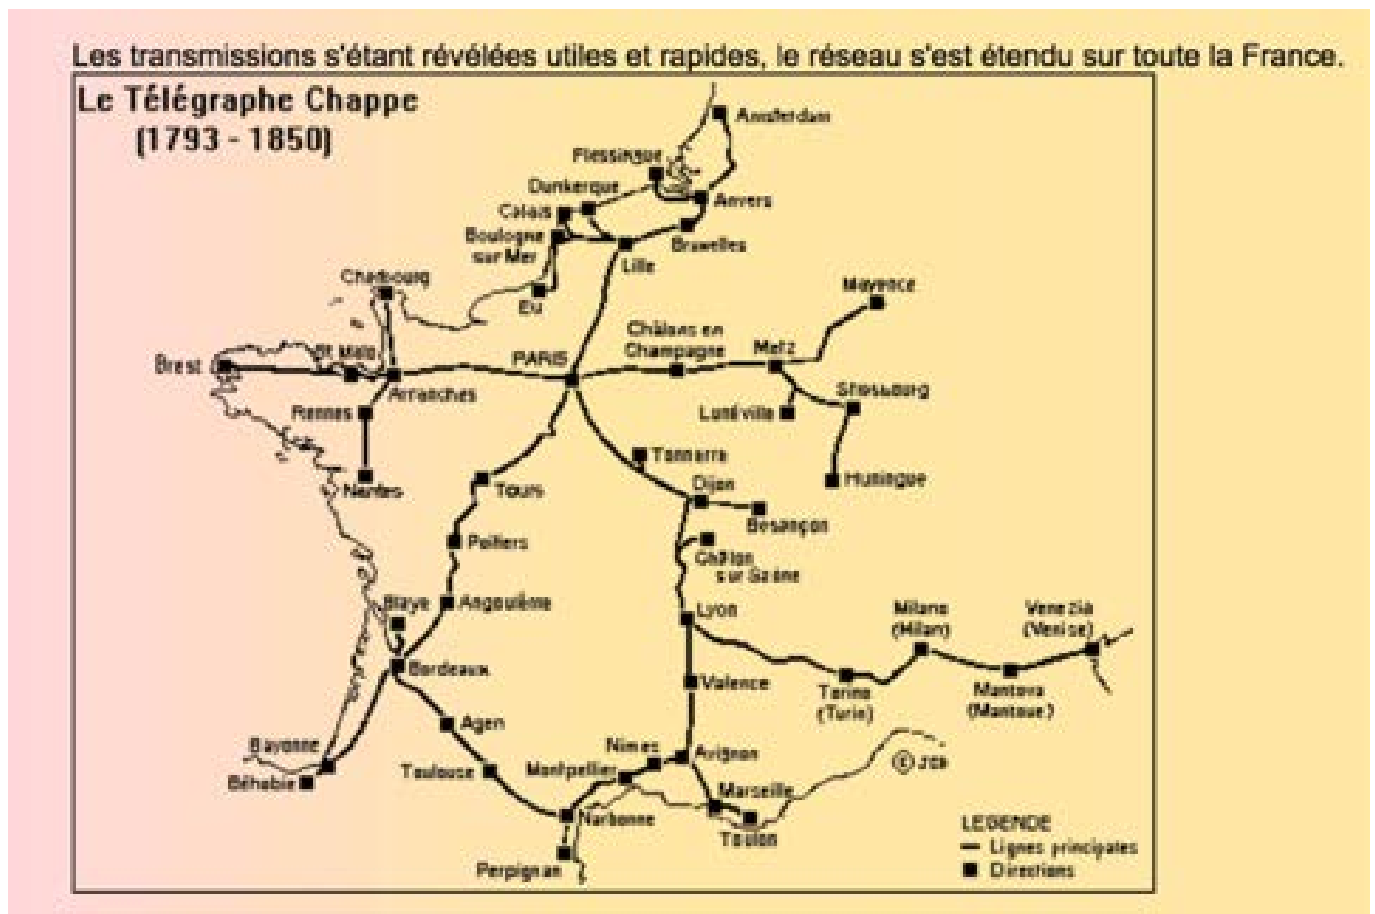 Les transmissions s'étant révélées utiles et rapides, le réseau s'est étendu sur toute la France.
Le Télégraphe Chappe
(1793 - 1850)
Amsterdam
Flessingue
Dunkerque
Anvers
Calais
Boulogne
sur Mer
Bruxelles
Lille
Cherbourg
Eu
Mayence
Châlons en
Champagne
Metz
PARIS
St Malo
Brest
Avranches
Strasbourg
Rennes
Lunéville
Tonnerre
Dijon
Huningue
Nantes
Tours
Besançon
Poitiers
Châlon
sur Saône
Blaye
Angoulême
Lyon
Milano
(Milan)
Venezia
(Venise)
Bordeaux
Valence
Torino
(Turin)
Mantova
(Mantoue)
Agen
Bayonne
Nimes
Avignon
© JCB
Toulouse
Montpellier
Béhobie
Marseille
Narbonne
Toulon
Perpignan
LEGENDE
Lignes principales
Directions